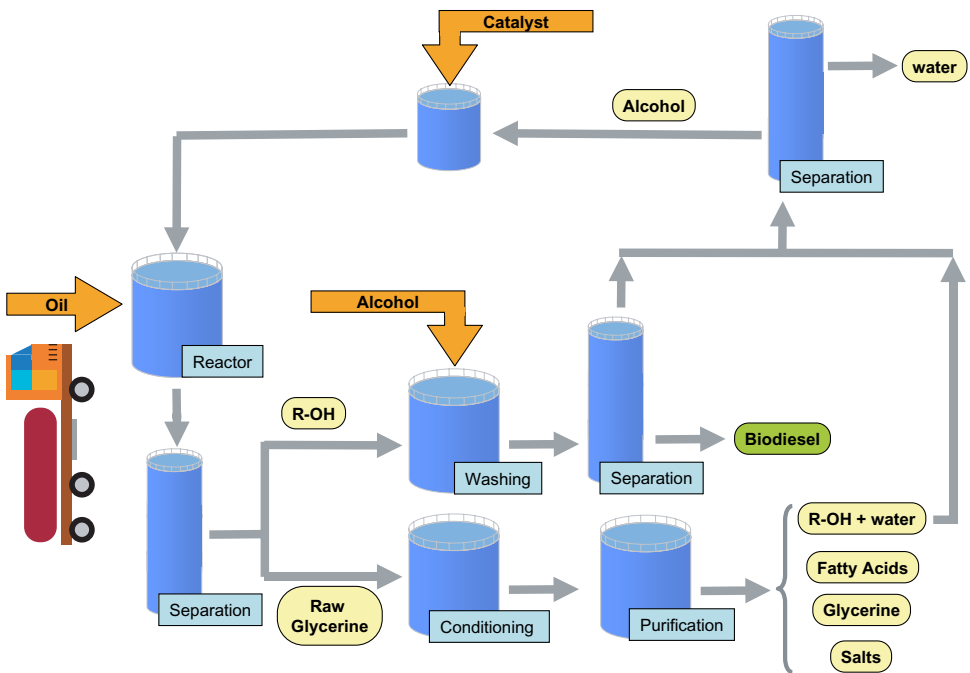 Catalyst
water
Alcohol
Separation
Oil
Alcohol
Reactor
R-OH
Biodiesel
Washing
Separation
R-OH + water
Fatty Acids
Raw
Glycerine
Glycerine
Separation
Conditioning
Purification
Salts